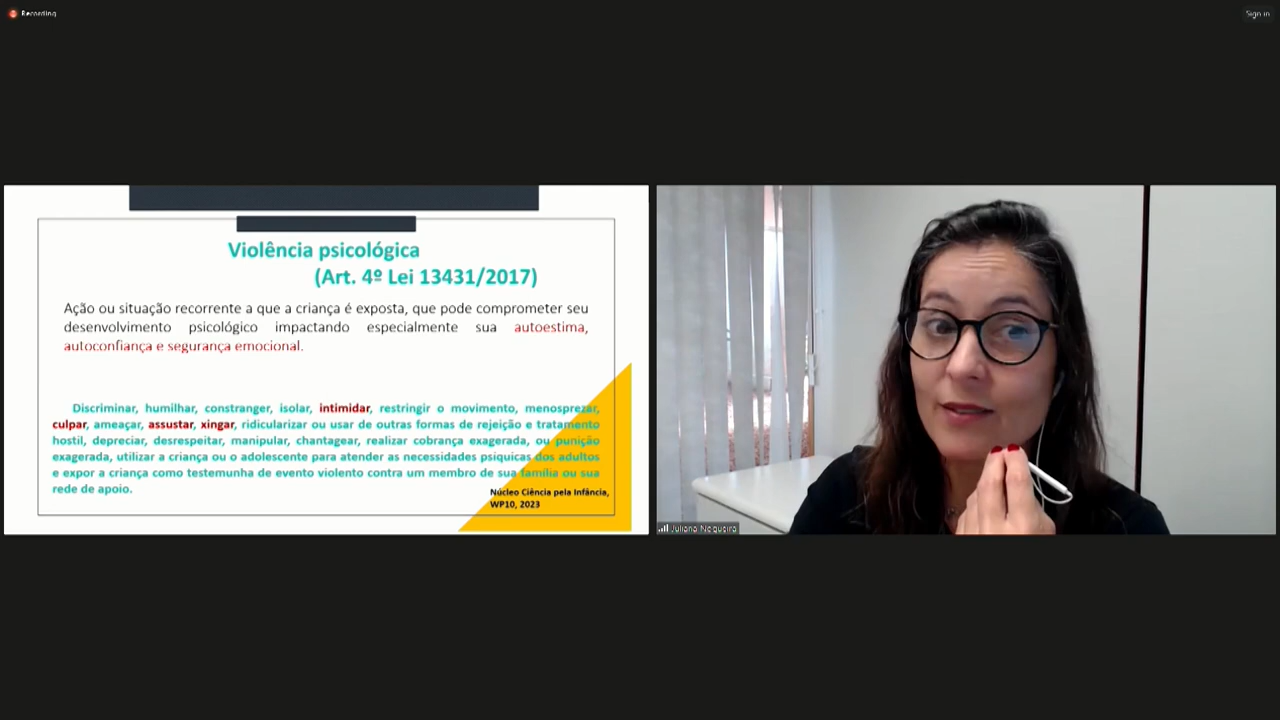 Recording
Sign in
Violência psicológica
(Art. 4º Lei 13431/2017)
Ação ou situação recorrente a que a criança é exposta, que pode comprometer seu
desenvolvimento psicológico impactando especialmente sua autoestima,
autoconfiança e segurança emocional.
Discriminar, humilhar, constranger, isolar, intimidar, restringir o movimento, menosprezar,
culpar, ameaçar, assustar, xingar, ridicularizar ou usar de outras formas de rejeição e tratamento
hostil, depreciar, desrespeitar, manipular, chantagear, realizar cobrança exagerada, ou punição
exagerada, utilizar a criança ou o adolescente para atender as necessidades psíquicas dos adultos
e expor a criança como testemunha de evento violento contra um membro de sua família ou sua
rede de apoio.
Núcleo Ciência pela Infância,
WP10, 2023
Juliana Negueira